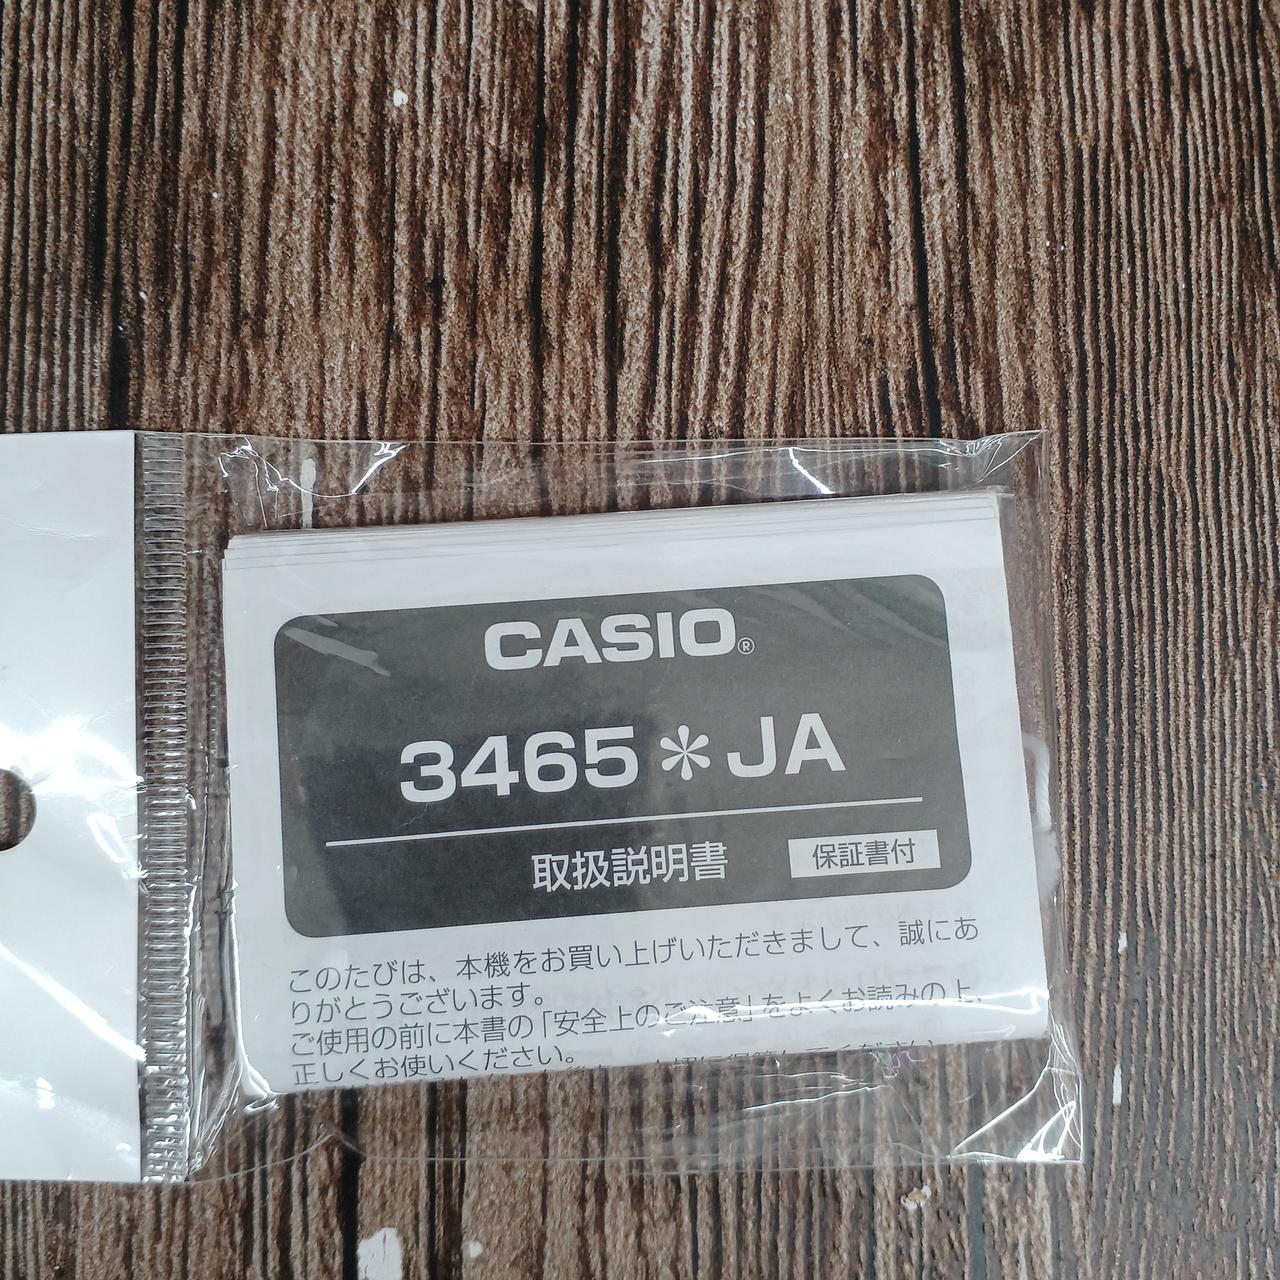 CASIO®
3465＊JA
取扱説明書 保証書付
このたびは、本機をお買い上げいただきまして、誠にあ
りがとうございます。
ご使用の前に本書の「安全上のご注意」をよくお読みの上、
正しくお使いください。